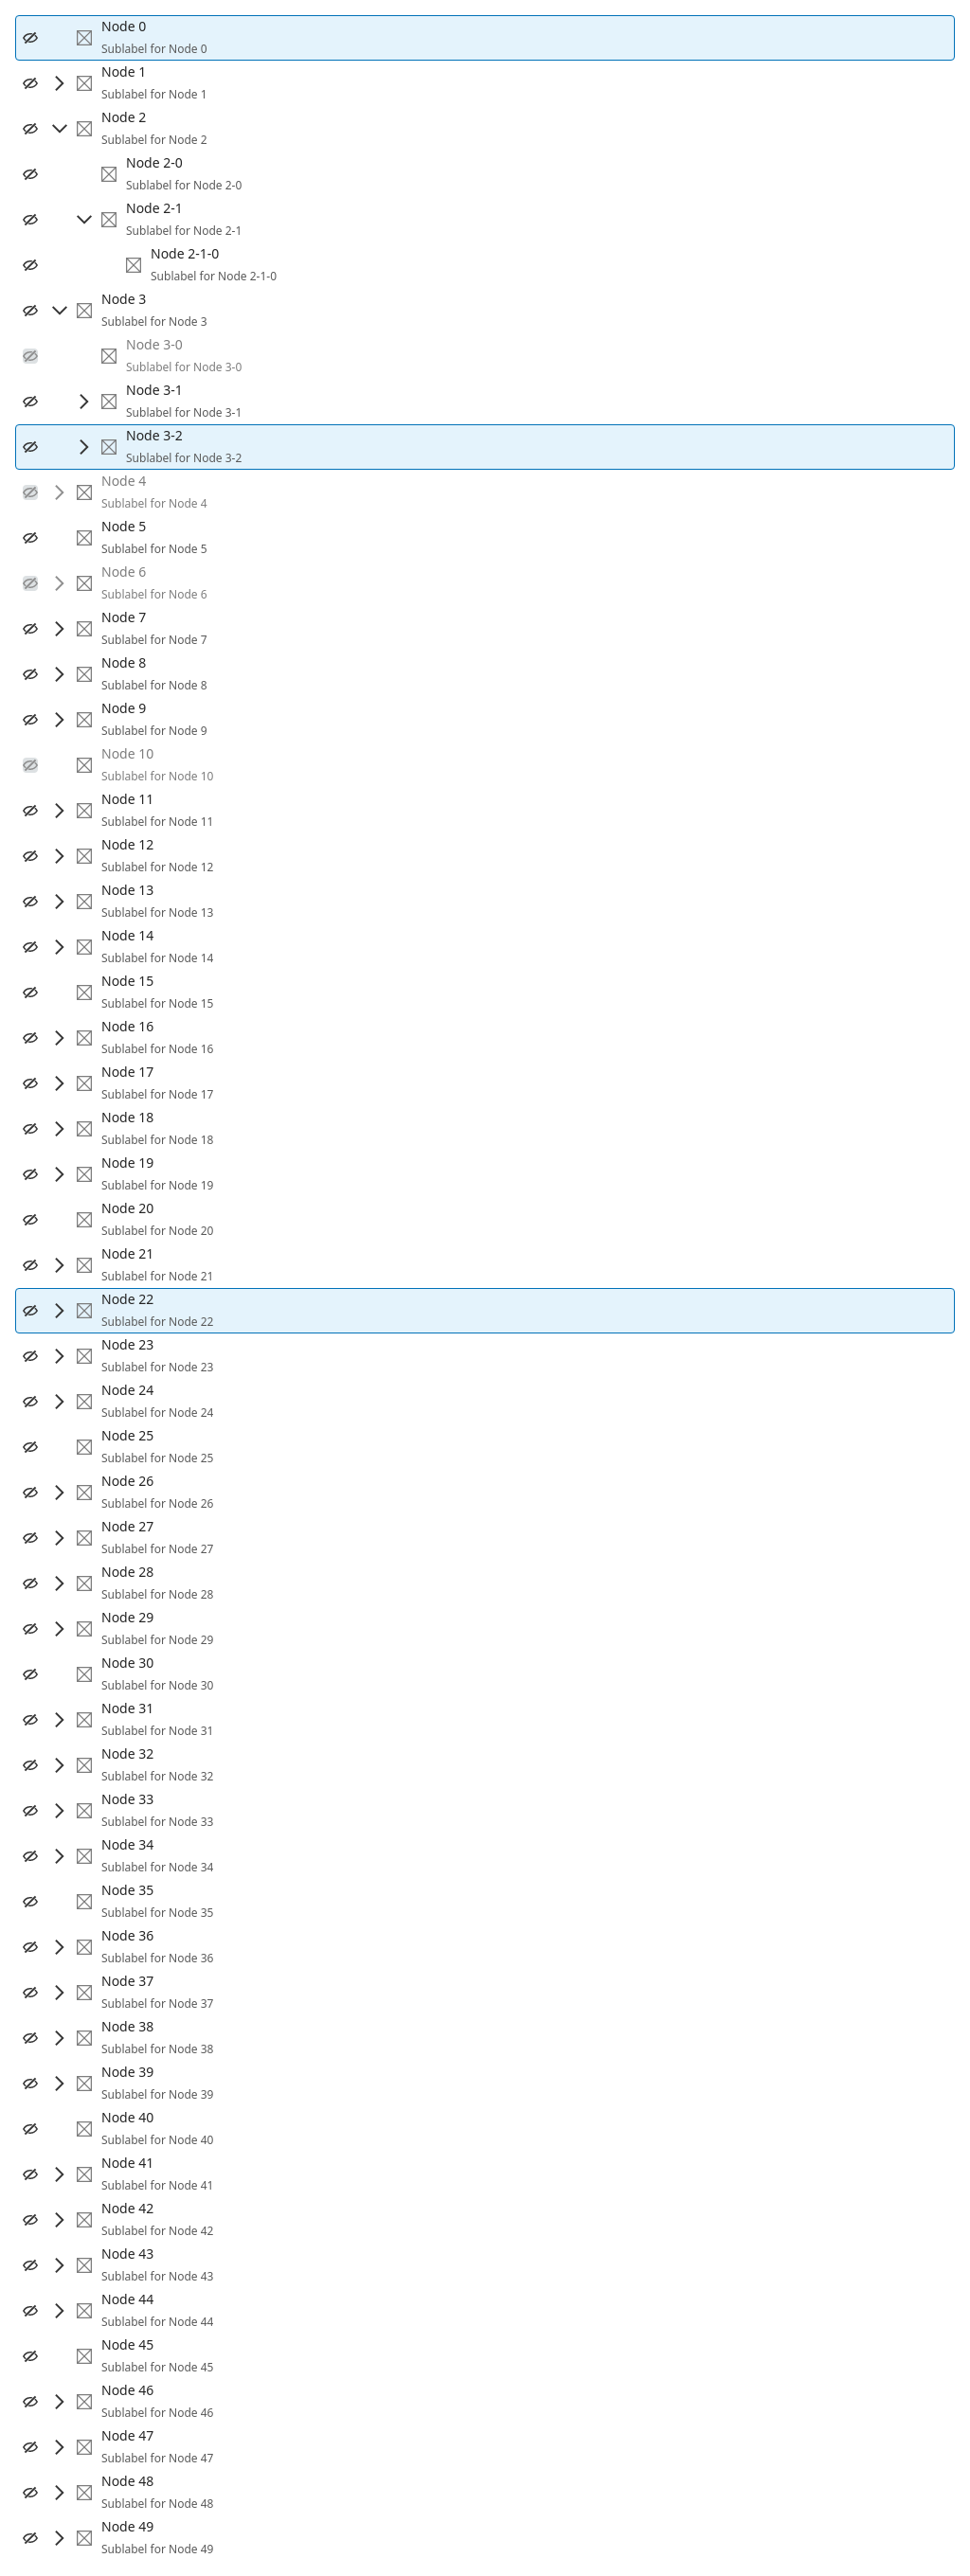 Node 0
Sublabel for Node 0
Node 1
Sublabel for Node 1
Node 2
Sublabel for Node 2
Node 2-0
Sublabel for Node 2-0
Node 2-1
Sublabel for Node 2-1
Node 2-1-0
Sublabel for Node 2-1-0
Node 3
Sublabel for Node 3
Node 3-0
Sublabel for Node 3-0
Node 3-1
Sublabel for Node 3-1
Node 3-2
Sublabel for Node 3-2
Node 4
Sublabel for Node 4
Node 5
Sublabel for Node 5
Node 6
Sublabel for Node 6
Node 7
Sublabel for Node 7
Node 8
Sublabel for Node 8
Node 9
Sublabel for Node 9
Node 10
Sublabel for Node 10
Node 11
Sublabel for Node 11
Node 12
Sublabel for Node 12
Node 13
Sublabel for Node 13
Node 14
Sublabel for Node 14
Node 15
Sublabel for Node 15
Node 16
Sublabel for Node 16
Node 17
Sublabel for Node 17
Node 18
Sublabel for Node 18
Node 19
Sublabel for Node 19
Node 20
Sublabel for Node 20
Node 21
Sublabel for Node 21
Node 22
Sublabel for Node 22
Node 23
Sublabel for Node 23
Node 24
Sublabel for Node 24
Node 25
Sublabel for Node 25
Node 26
Sublabel for Node 26
Node 27
Sublabel for Node 27
Node 28
Sublabel for Node 28
Node 29
Sublabel for Node 29
Node 30
Sublabel for Node 30
Node 31
Sublabel for Node 31
Node 32
Sublabel for Node 32
Node 33
Sublabel for Node 33
Node 34
Sublabel for Node 34
Node 35
Sublabel for Node 35
Node 36
Sublabel for Node 36
Node 37
Sublabel for Node 37
Node 38
Sublabel for Node 38
Node 39
Sublabel for Node 39
Node 40
Sublabel for Node 40
Node 41
Sublabel for Node 41
Node 42
Sublabel for Node 42
Node 43
Sublabel for Node 43
Node 44
Sublabel for Node 44
Node 45
Sublabel for Node 45
Node 46
Sublabel for Node 46
Node 47
Sublabel for Node 47
Node 48
Sublabel for Node 48
Node 49
Sublabel for Node 49